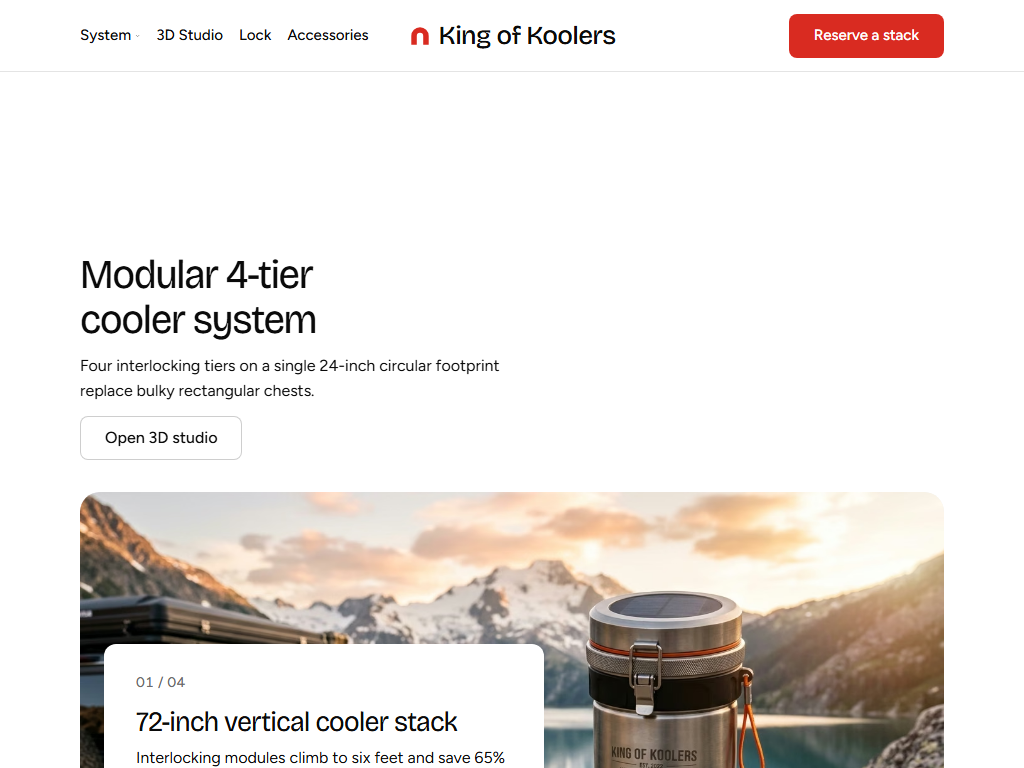 System
3D Studio
Lock
Accessories
King of Koolers
Reserve a stack
Modular 4-tier
cooler system
Four interlocking tiers on a single 24-inch circular footprint
replace bulky rectangular chests.
Open 3D studio
01 / 04
72-inch vertical cooler stack
Interlocking modules climb to six feet and save 65%
KING OF KOOLERS